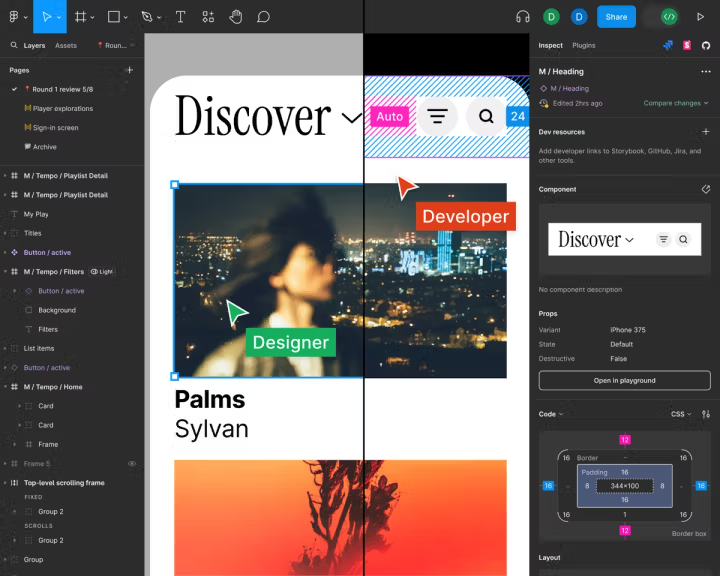 Share
Layers Assets Roun...
Pages
Round 1 review 5/8
Player explorations
Sign-in screen
Archive
M / Tempo / Playlist Detail
M / Tempo / Playlist Detail
My Play
Titles
Button / active
M / Tempo / Filters Light
Button / active
Background
Filters
List items
Button / active
M / Tempo / Home
Card
Card
Frame
Frame 5
Top-level scrolling frame
FIXED
Group 2
SCROLLS
Group 2
Group
Discover
Auto
24
Developer
Designer
Palms
Sylvan
D D
Inspect Plugins
M / Heading
M / Heading
Edited 2hrs ago Compare changes
Dev resources
Add developer links to Storybook, GitHub, Jira, and
other tools.
Component
Discover
No component description
Props
Variant iPhone 375
State Default
Destructive False
Open in playground
Code CSS
12
16 Border - 16
Padding 16
16 - 8 344×100 8 - 16
16
16 1 16
12
Border box
Layout